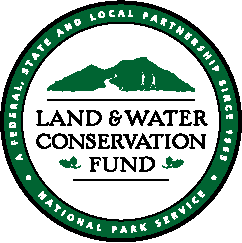 A FEDERAL, STATE AND LOCAL PARTNERSHIP SINCE 1965
LAND & WATER
CONSERVATION
FUND
NATIONAL PARK SERVICE